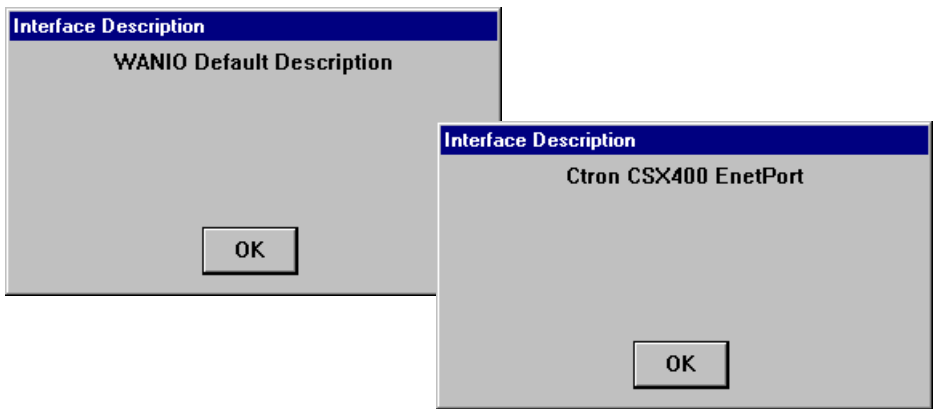 Interface Description
WANIO Default Description
OK
Interface Description
Ctron CSX400 EnetPort
OK